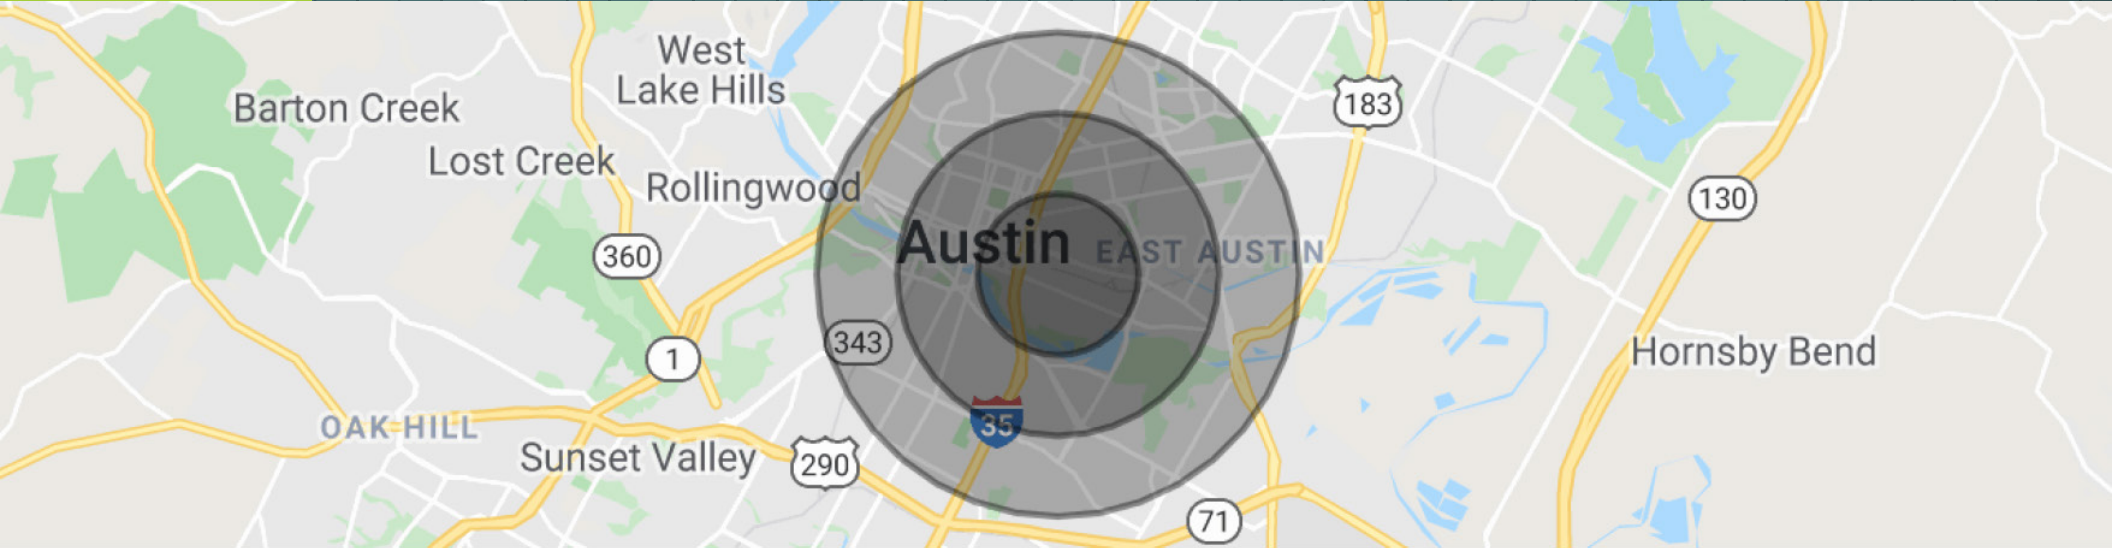 West
Lake Hills
Barton Creek
183
Lost Creek
Rollingwood
130
Austin
EAST AUSTIN
360
343
1
Hornsby Bend
35
OAK HILL
Sunset Valley
290
71